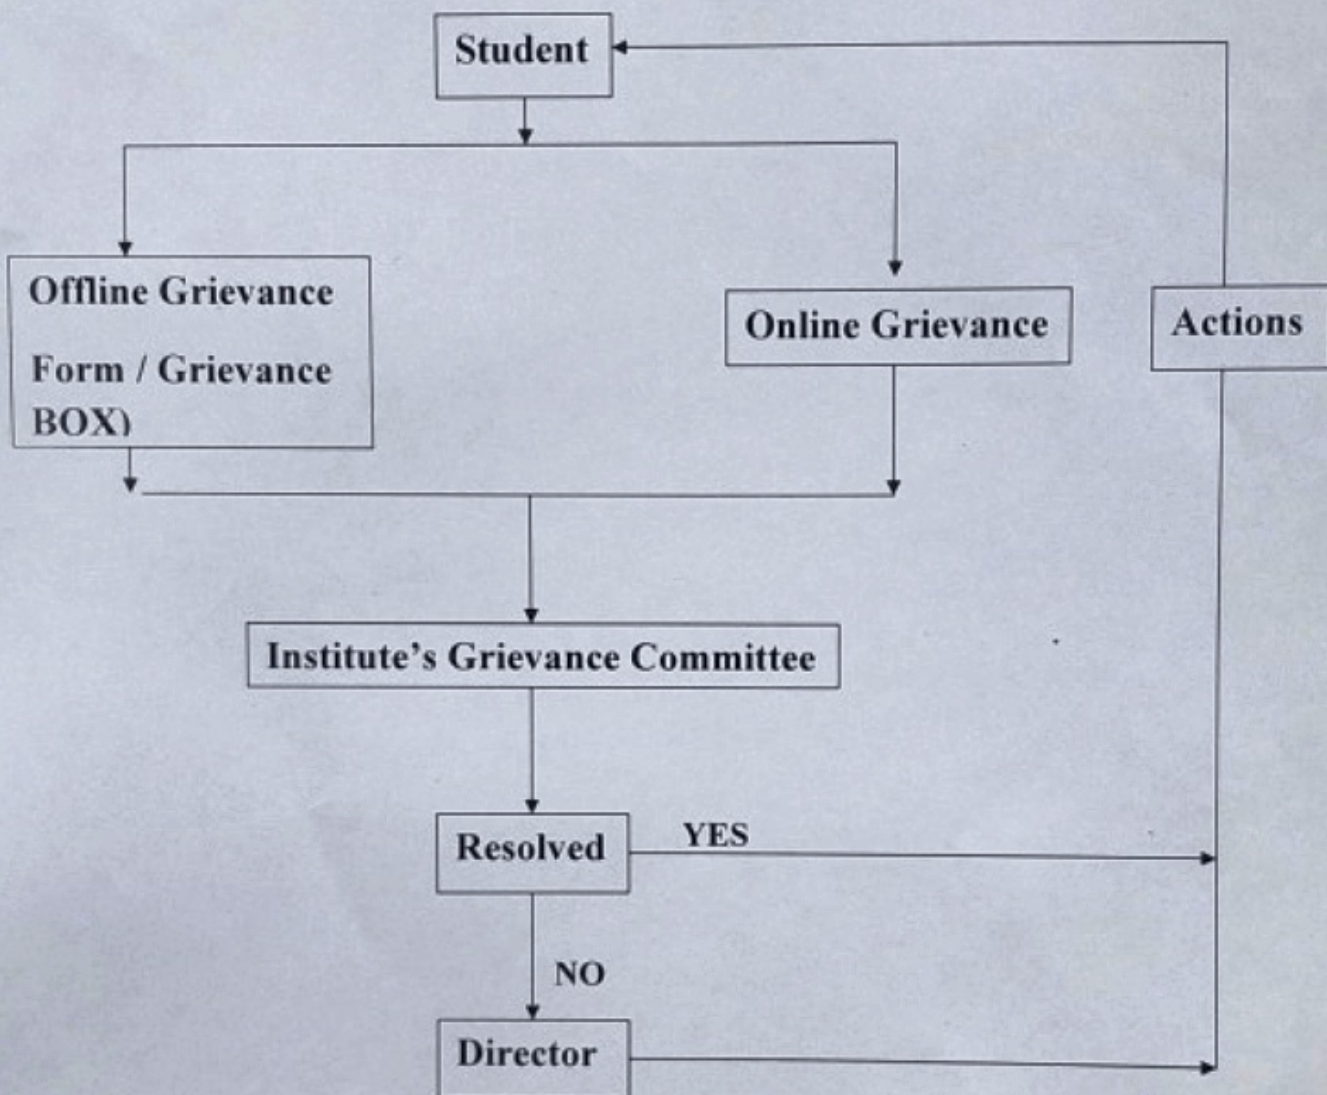 Student
Offline Grievance
Form / Grievance
BOX)
Online Grievance
Actions
Institute's Grievance Committee
Resolved
YES
NO
Director